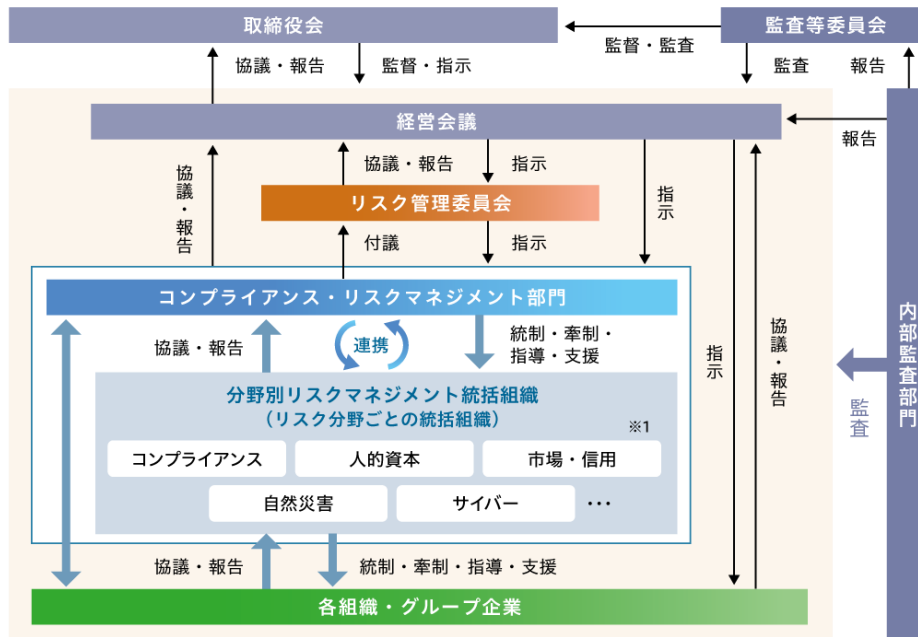 取締役会
監査等委員会
監督・監査
協議・報告
監督・指示
監査
報告
経営会議
報告
協議・報告
指示
協議・報告
指示
リスク管理委員会
付議
指示
コンプライアンス・リスクマネジメント部門
内部監査部門
協議・報告
連携
統制・牽制・
指導・支援
指示
協議・報告
監査
分野別リスクマネジメント統括組織
（リスク分野ごとの統括組織）
※1
コンプライアンス
人的資本
市場・信用
自然災害
サイバー
・・・
協議・報告
統制・牽制・指導・支援
各組織・グループ企業